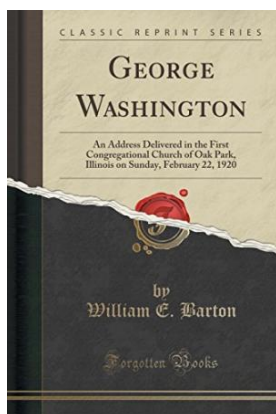 CLASSIC REPRINT SERIES
GEORGE
WASHINGTON
An Address Delivered in the First
Congregational Church of Oak Park,
Illinois on Sunday, February 22, 1920
by
William E. Barton
Forgotten Books